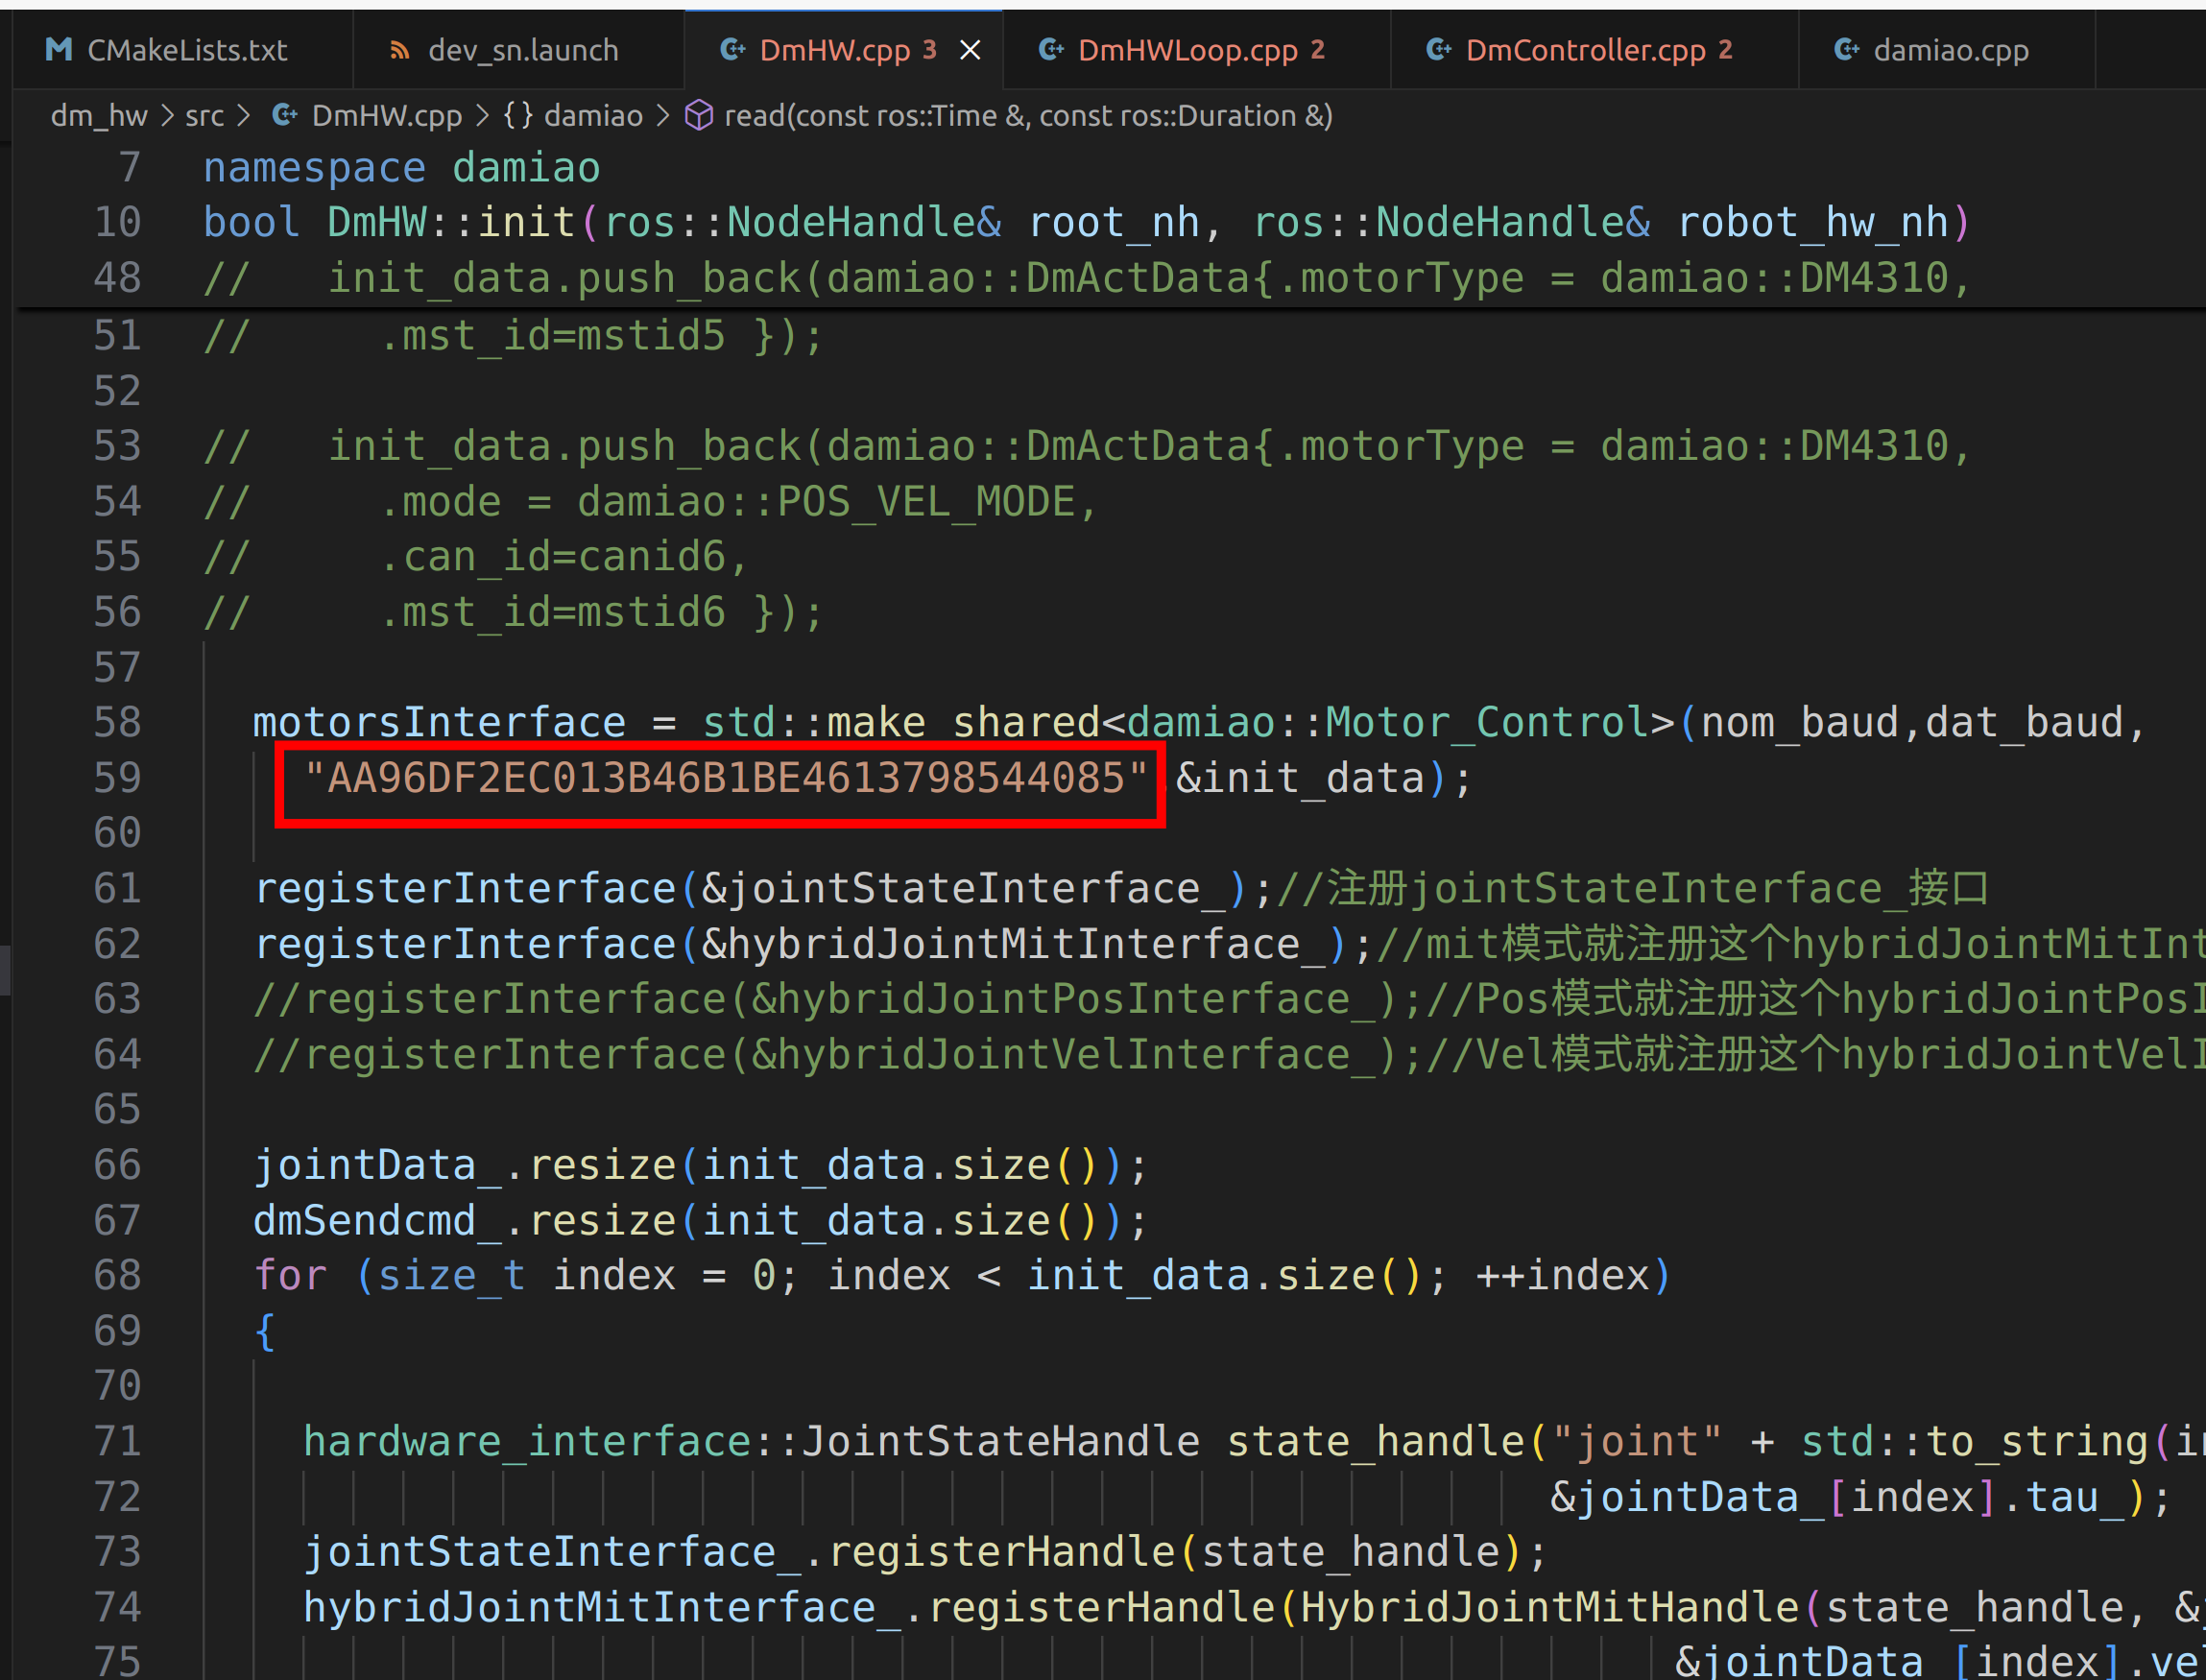 CMakeLists.txt dev_sn.launch DmHW.cpp 3 DmHWLoop.cpp 2 DmController.cpp 2 damiao.cpp
dm_hw > src > DmHW.cpp > {} damiao > read(const ros::Time &, const ros::Duration &)
7 namespace damiao
10 bool DmHW::init(ros::NodeHandle& root_nh, ros::NodeHandle& robot_hw_nh)
48 //   init_data.push_back(damiao::DmActData{.motorType = damiao::DM4310,
51 //     .mst_id=mstid5 });
52
53 //   init_data.push_back(damiao::DmActData{.motorType = damiao::DM4310,
54 //     .mode = damiao::POS_VEL_MODE,
55 //     .can_id=canid6,
56 //     .mst_id=mstid6 });
57
58 motorsInterface = std::make_shared<damiao::Motor_Control>(nom_baud,dat_baud,
59 "AA96DF2EC013B46B1BE4613798544085" &init_data);
60
61 registerInterface(&jointStateInterface_);//注册jointStateInterface_接口
62 registerInterface(&hybridJointMitInterface_);//mit模式就注册这个hybridJointMitInt
63 //registerInterface(&hybridJointPosInterface_);//Pos模式就注册这个hybridJointPosI
64 //registerInterface(&hybridJointVelInterface_);//Vel模式就注册这个hybridJointVelI
65
66 jointData_.resize(init_data.size());
67 dmSendcmd_.resize(init_data.size());
68 for (size_t index = 0; index < init_data.size(); ++index)
69 {
70
71 hardware_interface::JointStateHandle state_handle("joint" + std::to_string(
72 &jointData_[index].tau_);
73 jointStateInterface_.registerHandle(state_handle);
74 hybridJointMitInterface_.registerHandle(HybridJointMitHandle(state_handle, &
75 &jointData_[index].ve